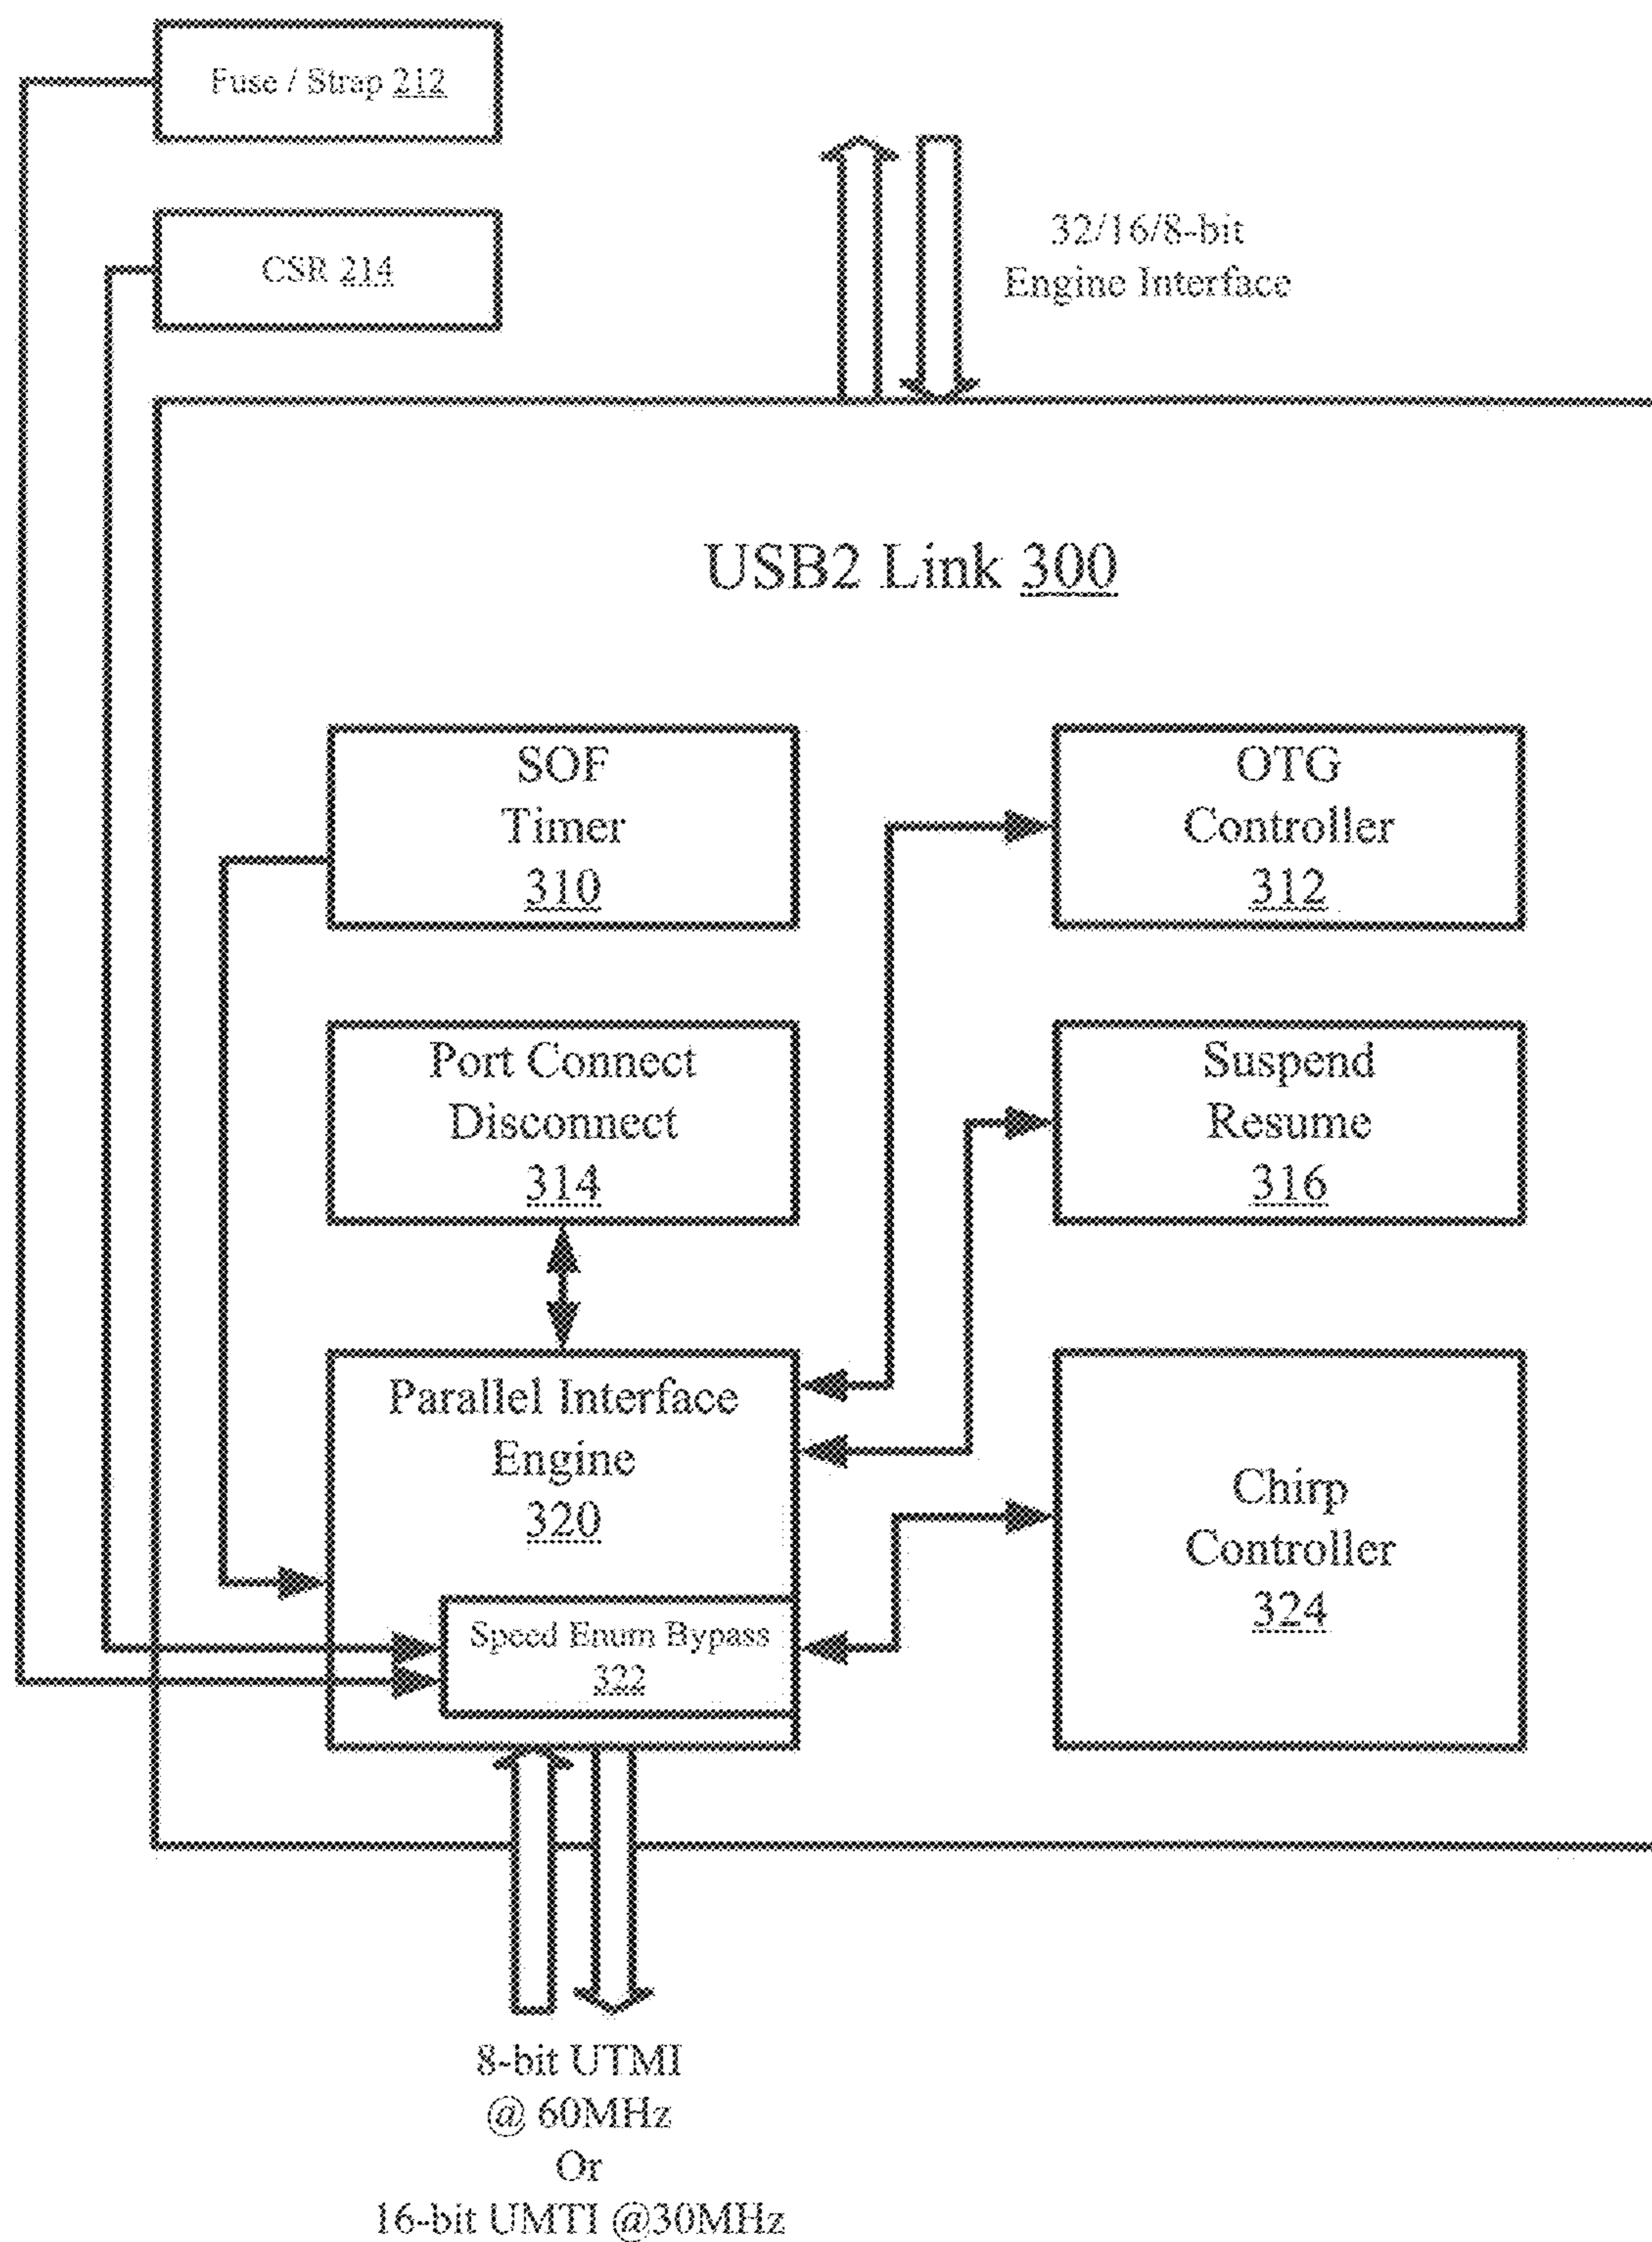 Fuse / Strap 212
CSR 214
32/16/8-bit
Engine Interface
USB2 Link 300
SOF
Timer
310
OTG
Controller
312
Port Connect
Disconnect
314
Suspend
Resume
316
Parallel Interface
Engine
320
Speed Enum Bypass
322
Chirp
Controller
324
8-bit UTMI
@ 60MHz
Or
16-bit UMTI @30MHz